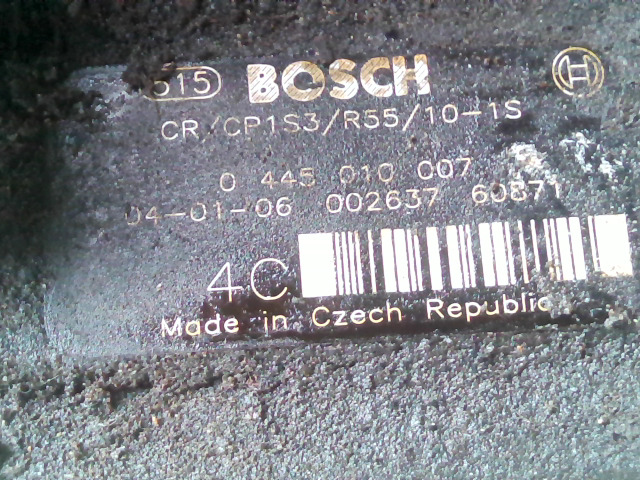 515 BOSCH
CR/CP1S3/R55/10-1S
0 445 010 007
04-01-06 002637 60871
4C
Made in Czech Republic